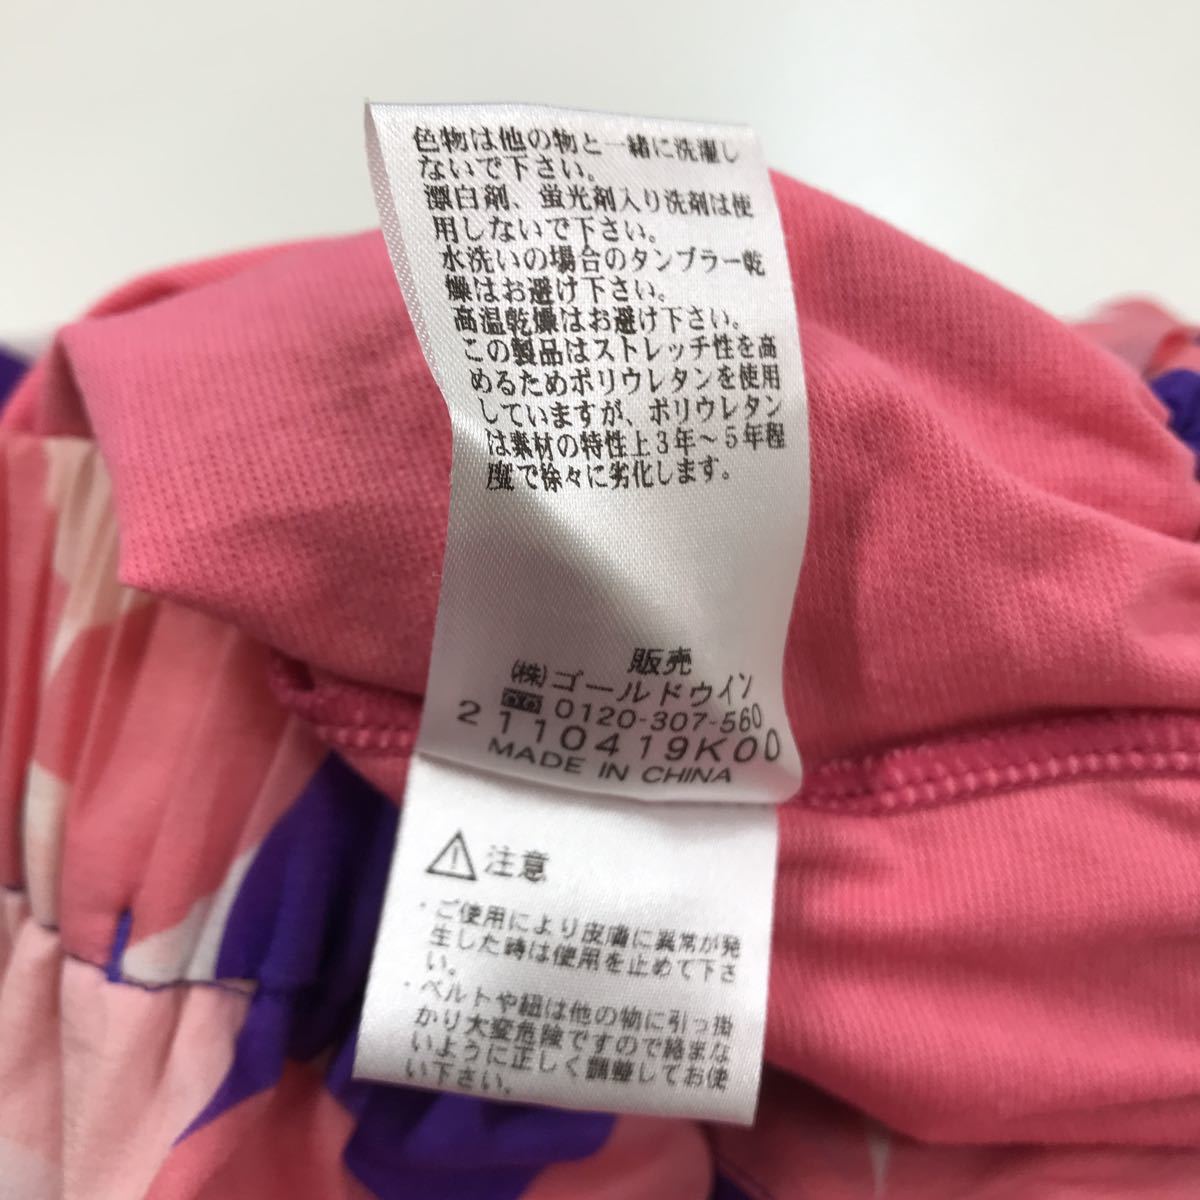 色物は他の物と一緒に洗濯し
ないで下さい。
漂白剤、蛍光剤入り洗剤は使
用しないで下さい。
水洗いの場合のタンブラー乾
燥はお避け下さい。
高温乾燥はお避け下さい。
この製品はストレッチ性を高
めるためポリウレタンを使用
していますが、ポリウレタン
は素材の特性上3年～5年程
度で徐々に劣化します。
販売
(株)ゴールドウイン
0120-307-560
2110419K00
MADE IN CHINA
注意
・ご使用により皮膚に異常が発
生した時は使用を止めて下さ
い。
・ベルトや紐は他の物に引っ掛
かり大変危険ですので絡まな
いように正しく調整してお使
い下さい。